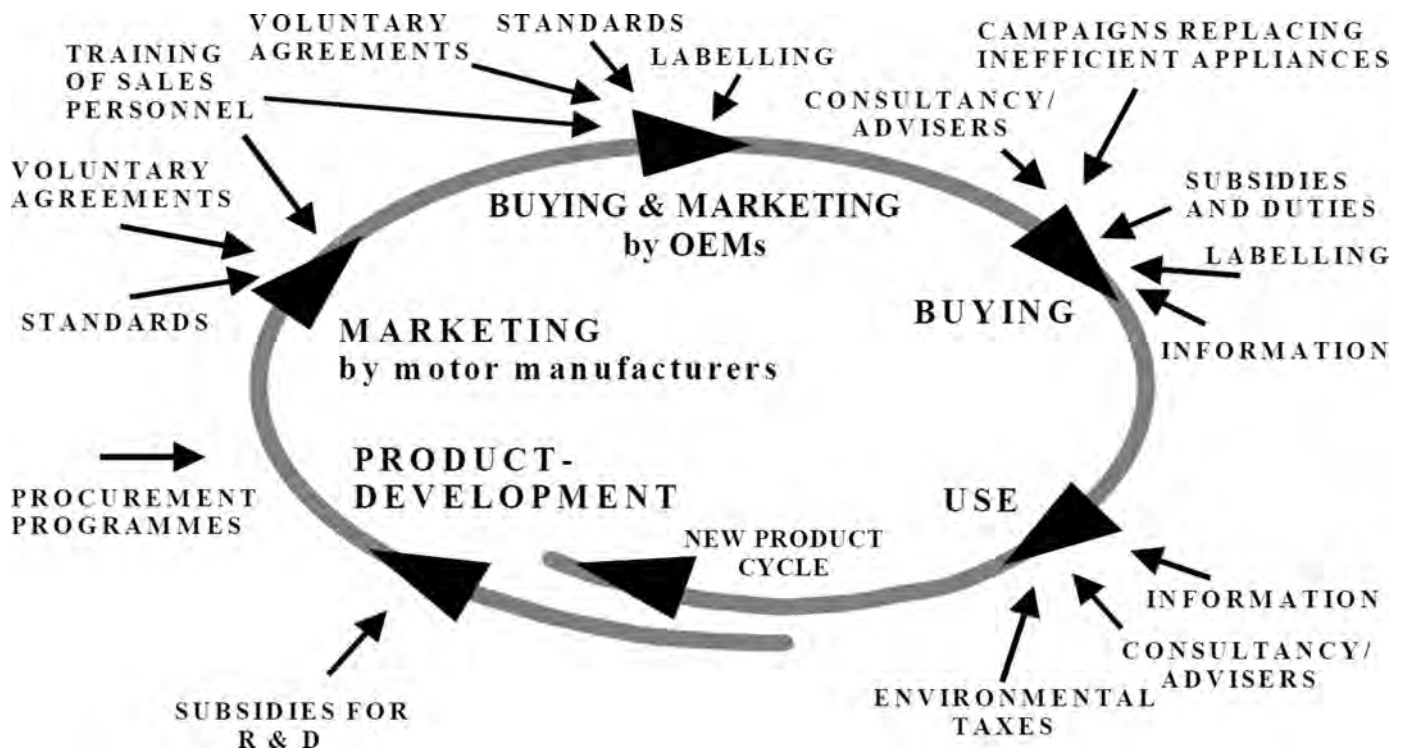 VOLUNTARY
AGREEMENTS
STANDARDS
LABELLING
CAMPAIGNS REPLACING
INEFFICIENT APPLIANCES
TRAINING
OF SALES
PERSONNEL
CONSULTANCY/
ADVISERS
VOLUNTARY
AGREEMENTS
SUBSIDIES
AND DUTIES
LABELLING
INFORMATION
STANDARDS
BUYING & MARKETING
by OEMs
BUYING
MARKETING
by motor manufacturers
PRODUCT-
DEVELOPMENT
PROCUREMENT
PROGRAMMES
USE
NEW PRODUCT
CYCLE
INFORMATION
CONSULTANCY/
ADVISERS
ENVIRONMENTAL
TAXES
SUBSIDIES FOR
R & D